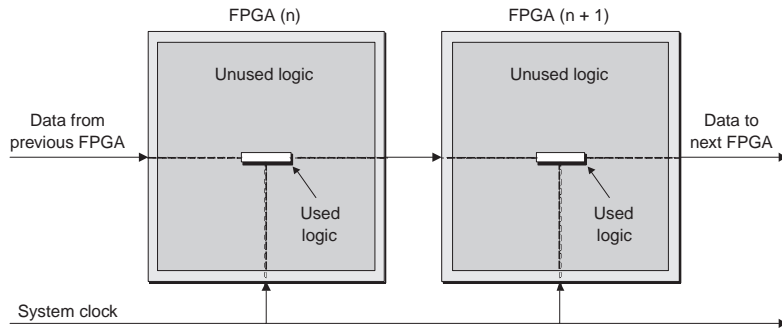 FPGA (n)
FPGA (n + 1)
Unused logic
Unused logic
Data from
previous FPGA
Data to
next FPGA
Used
logic
Used
logic
System clock